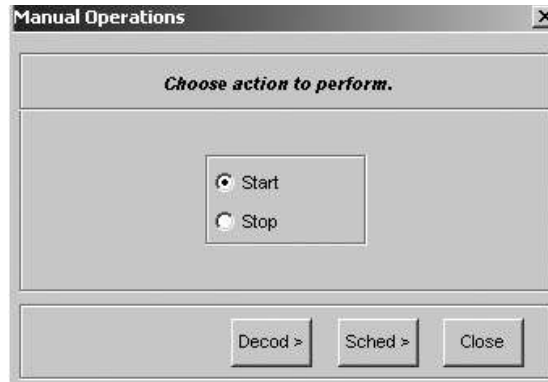 Manual Operations
Choose action to perform.
Start
Stop
Decod >
Sched >
Close